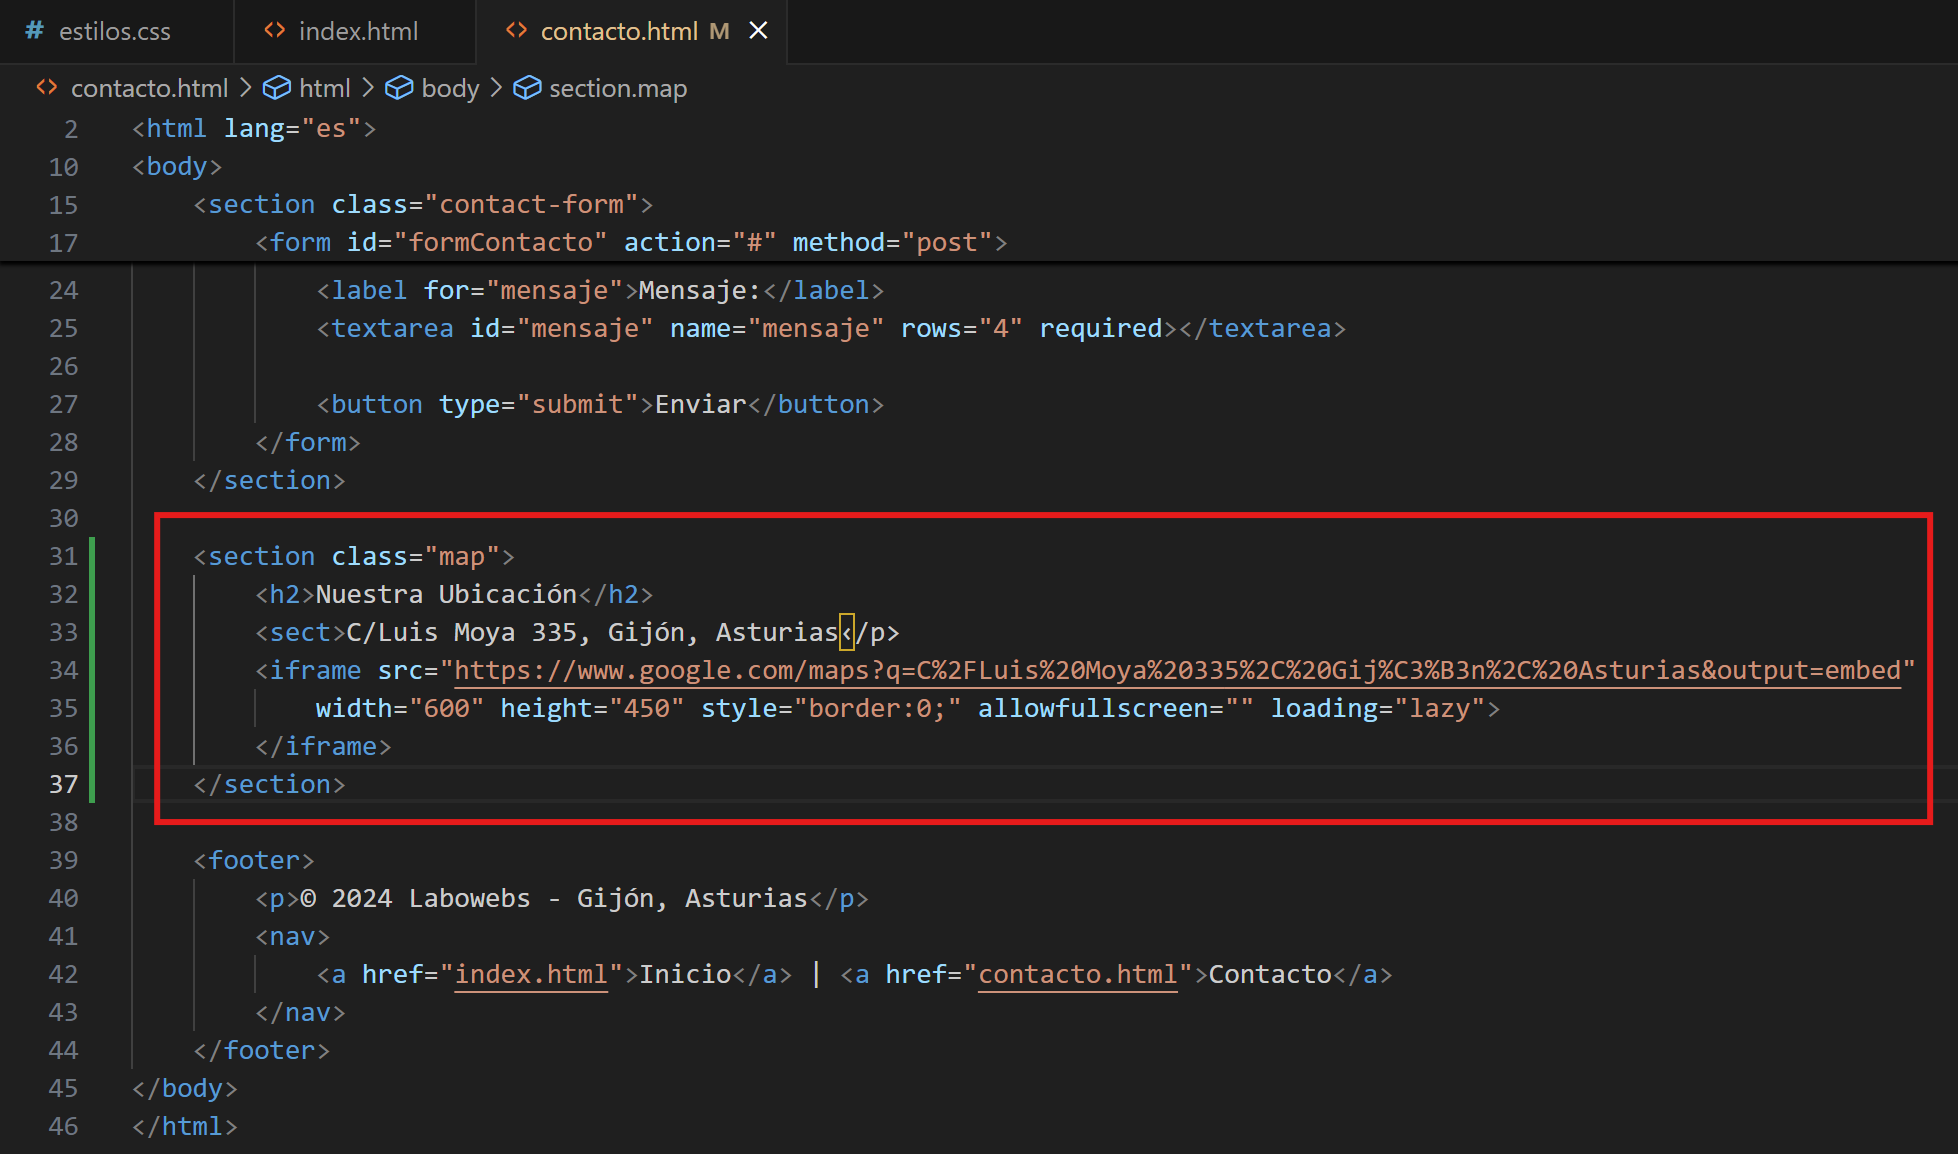 # estilos.css <> index.html <> contacto.html M ×
<> contacto.html > html > body > section.map
2 <html lang="es">
10 <body>
15 <section class="contact-form">
17 <form id="formContacto" action="#" method="post">
24 <label for="mensaje">Mensaje:</label>
25 <textarea id="mensaje" name="mensaje" rows="4" required></textarea>
26
27 <button type="submit">Enviar</button>
28 </form>
29 </section>
30
31 <section class="map">
32 <h2>Nuestra Ubicación</h2>
33 <sect>C/Luis Moya 335, Gijón, Asturias‹/p>
34 <iframe src="https://www.google.com/maps?q=C%2FLuis%20Moya%20335%2C%20Gij%C3%B3n%2C%20Asturias&output=embed"
35 width="600" height="450" style="border:0;" allowfullscreen="" loading="lazy">
36 </iframe>
37 </section>
38
39 <footer>
40 <p>© 2024 Labowebs - Gijón, Asturias</p>
41 <nav>
42 <a href="index.html">Inicio</a> | <a href="contacto.html">Contacto</a>
43 </nav>
44 </footer>
45 </body>
46 </html>